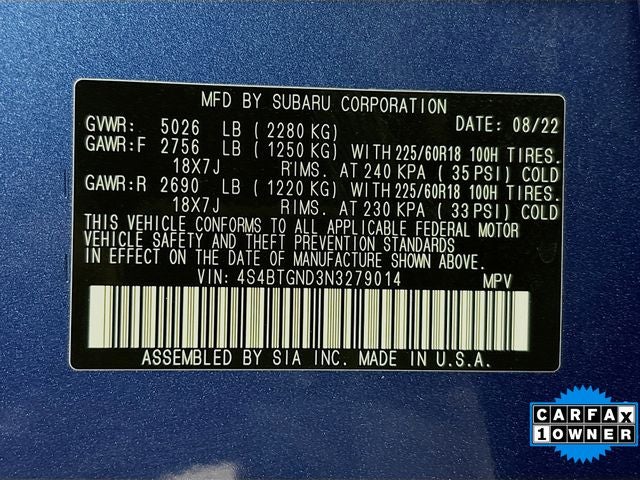 MFD BY SUBARU CORPORATION
GVWR: 5026 LB ( 2280 KG) DATE: 08/22
GAWR:F 2756 LB ( 1250 KG) WITH 225/60R18 100H TIRES.
18X7J RIMS. AT 240 KPA ( 35 PSI) COLD
GAWR:R 2690 LB ( 1220 KG) WITH 225/60R18 100H TIRES.
18X7J RIMS. AT 230 KPA ( 33 PSI) COLD
THIS VEHICLE CONFORMS TO ALL APPLICABLE FEDERAL MOTOR
VEHICLE SAFETY AND THEFT PREVENTION STANDARDS
IN EFFECT ON THE DATE OF MANUFACTURE SHOWN ABOVE.
VIN: 4S4BTGND3N3279014 MPV
ASSEMBLED BY SIA INC. MADE IN U.S.A.
CARFAX
1 OWNER